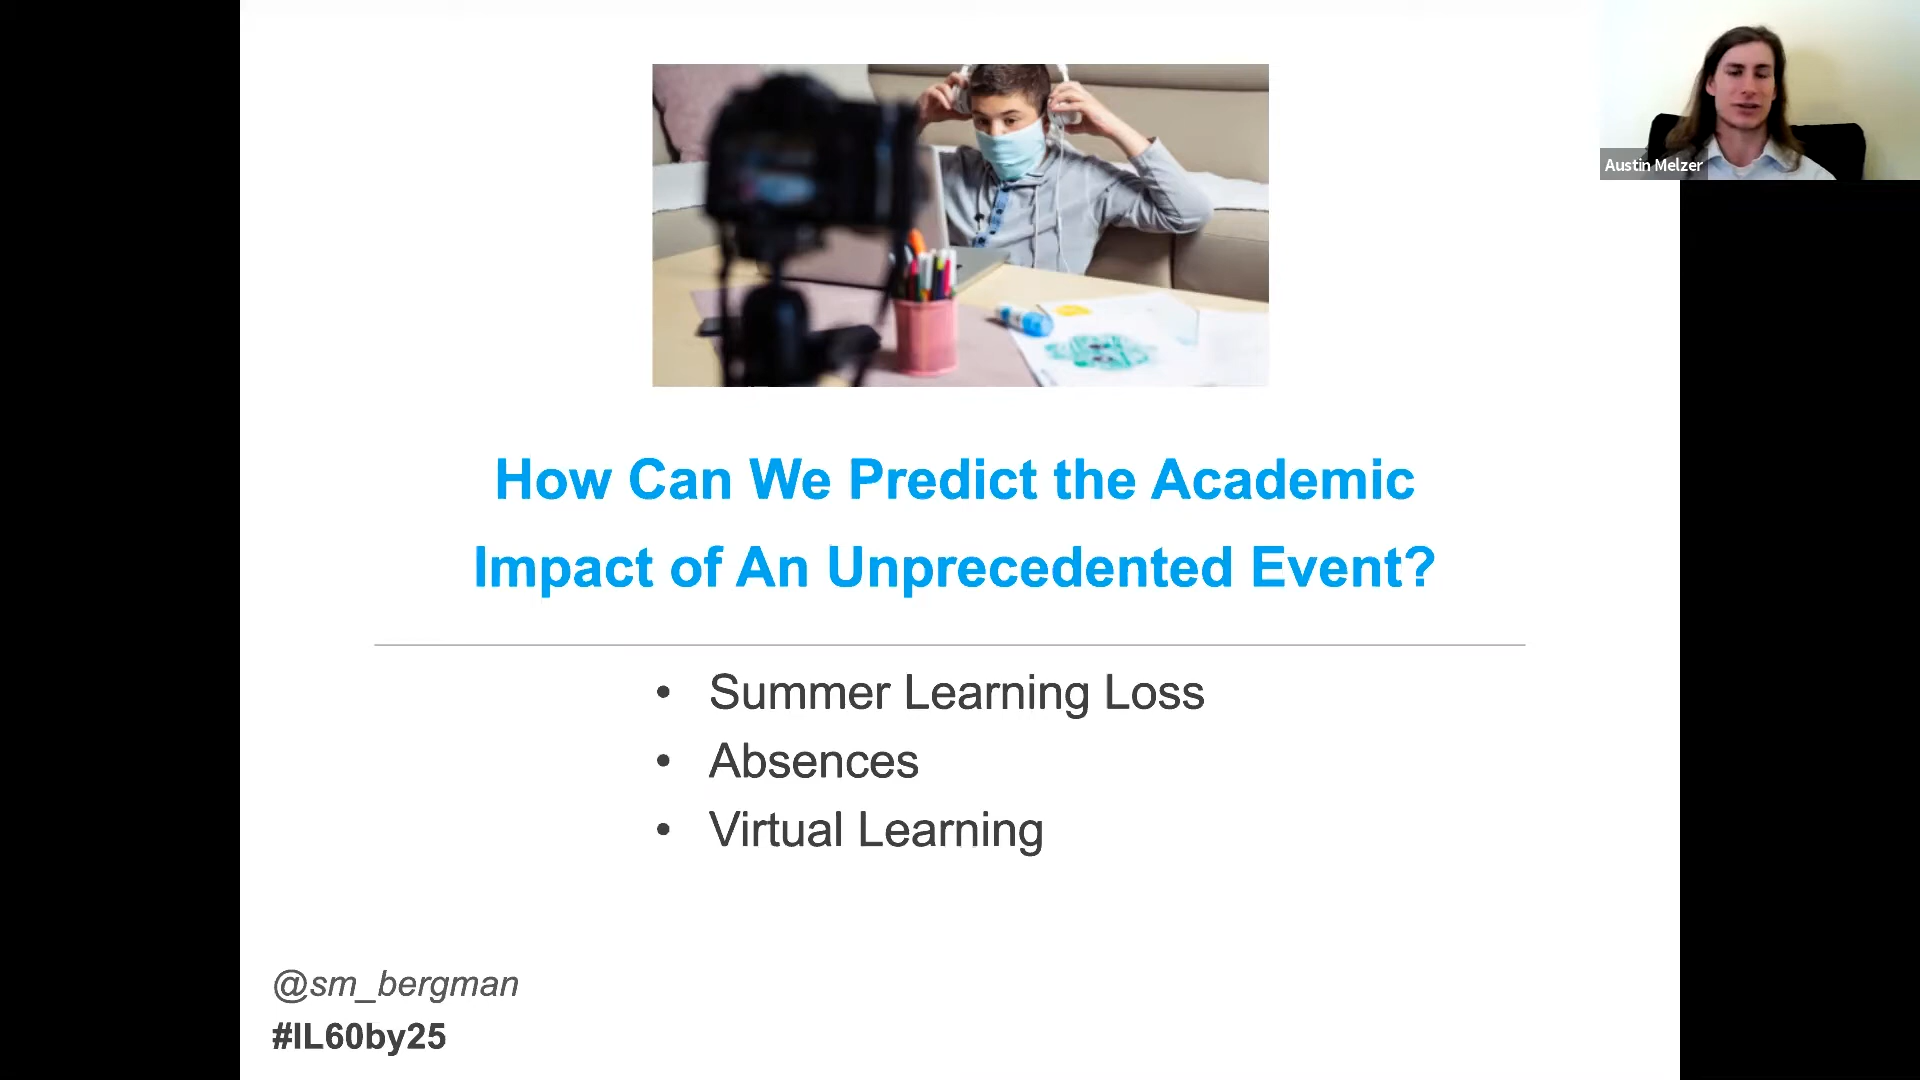 Austin Melzer
How Can We Predict the Academic
Impact of An Unprecedented Event?
• Summer Learning Loss
• Absences
• Virtual Learning
@sm_bergman
#IL60by25